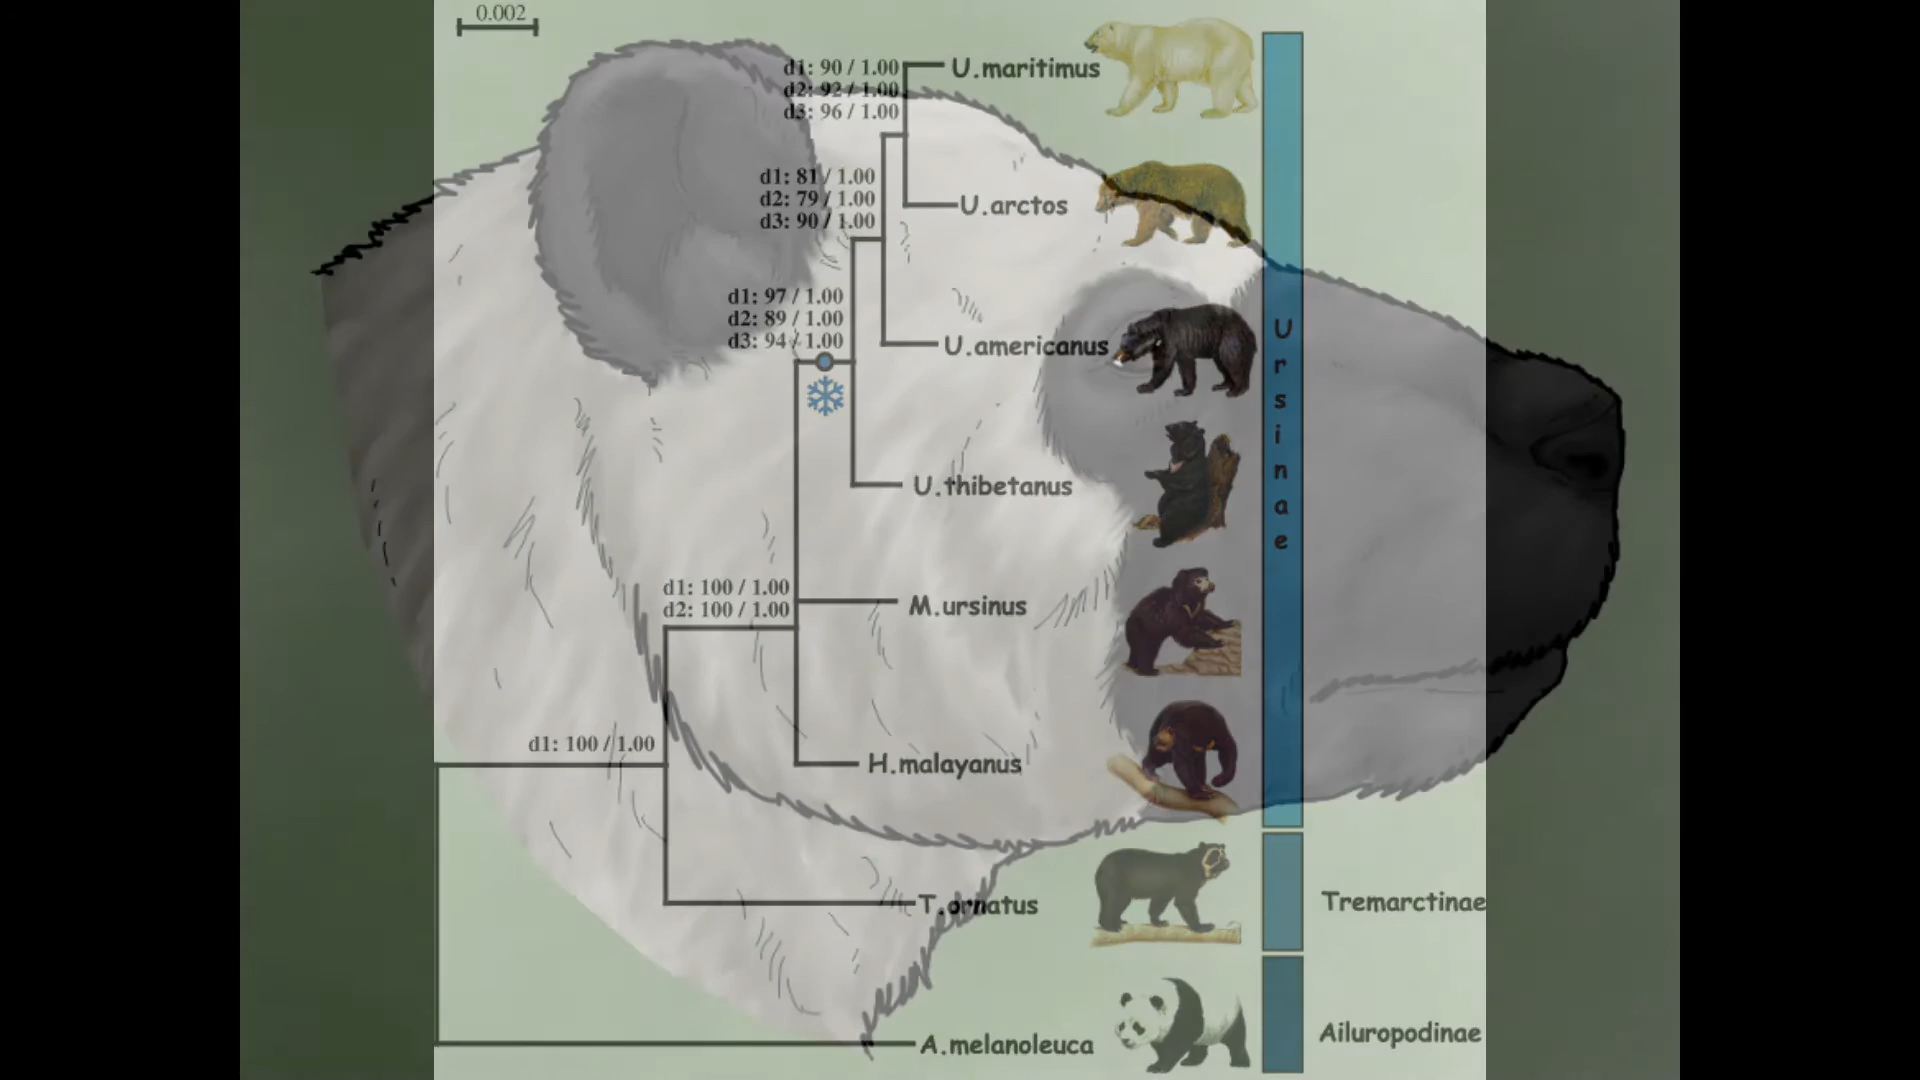 0.002
d1: 90 / 1.00
d2: 92 / 1.00
d3: 96 / 1.00
U.maritimus
d1: 81 / 1.00
d2: 79 / 1.00
d3: 90 / 1.00
U.arctos
d1: 97 / 1.00
d2: 89 / 1.00
d3: 94 / 1.00
U.americanus
Ursinae
U.thibetanus
d1: 100 / 1.00
d2: 100 / 1.00
M.ursinus
d1: 100 / 1.00
H.malayanus
T.ornatus
Tremarctinae
A.melanoleuca
Ailuropodinae